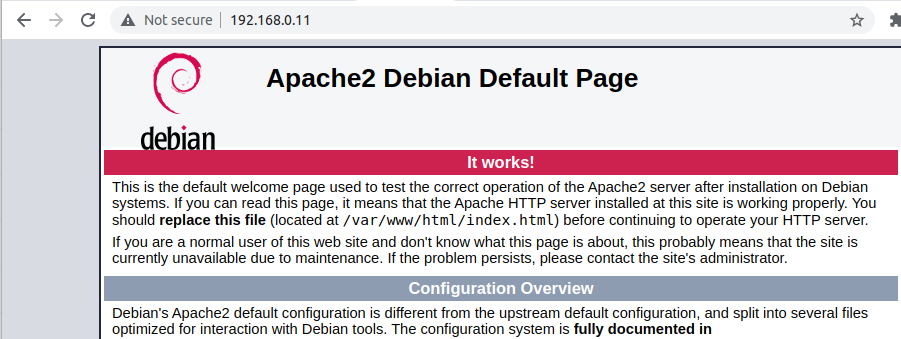 Not secure 192.168.0.11
Apache2 Debian Default Page
debian
It works!
This is the default welcome page used to test the correct operation of the Apache2 server after installation on Debian
systems. If you can read this page, it means that the Apache HTTP server installed at this site is working properly. You
should replace this file (located at /var/www/html/index.html) before continuing to operate your HTTP server.
If you are a normal user of this web site and don't know what this page is about, this probably means that the site is
currently unavailable due to maintenance. If the problem persists, please contact the site's administrator.
Configuration Overview
Debian's Apache2 default configuration is different from the upstream default configuration, and split into several files
optimized for interaction with Debian tools. The configuration system is fully documented in